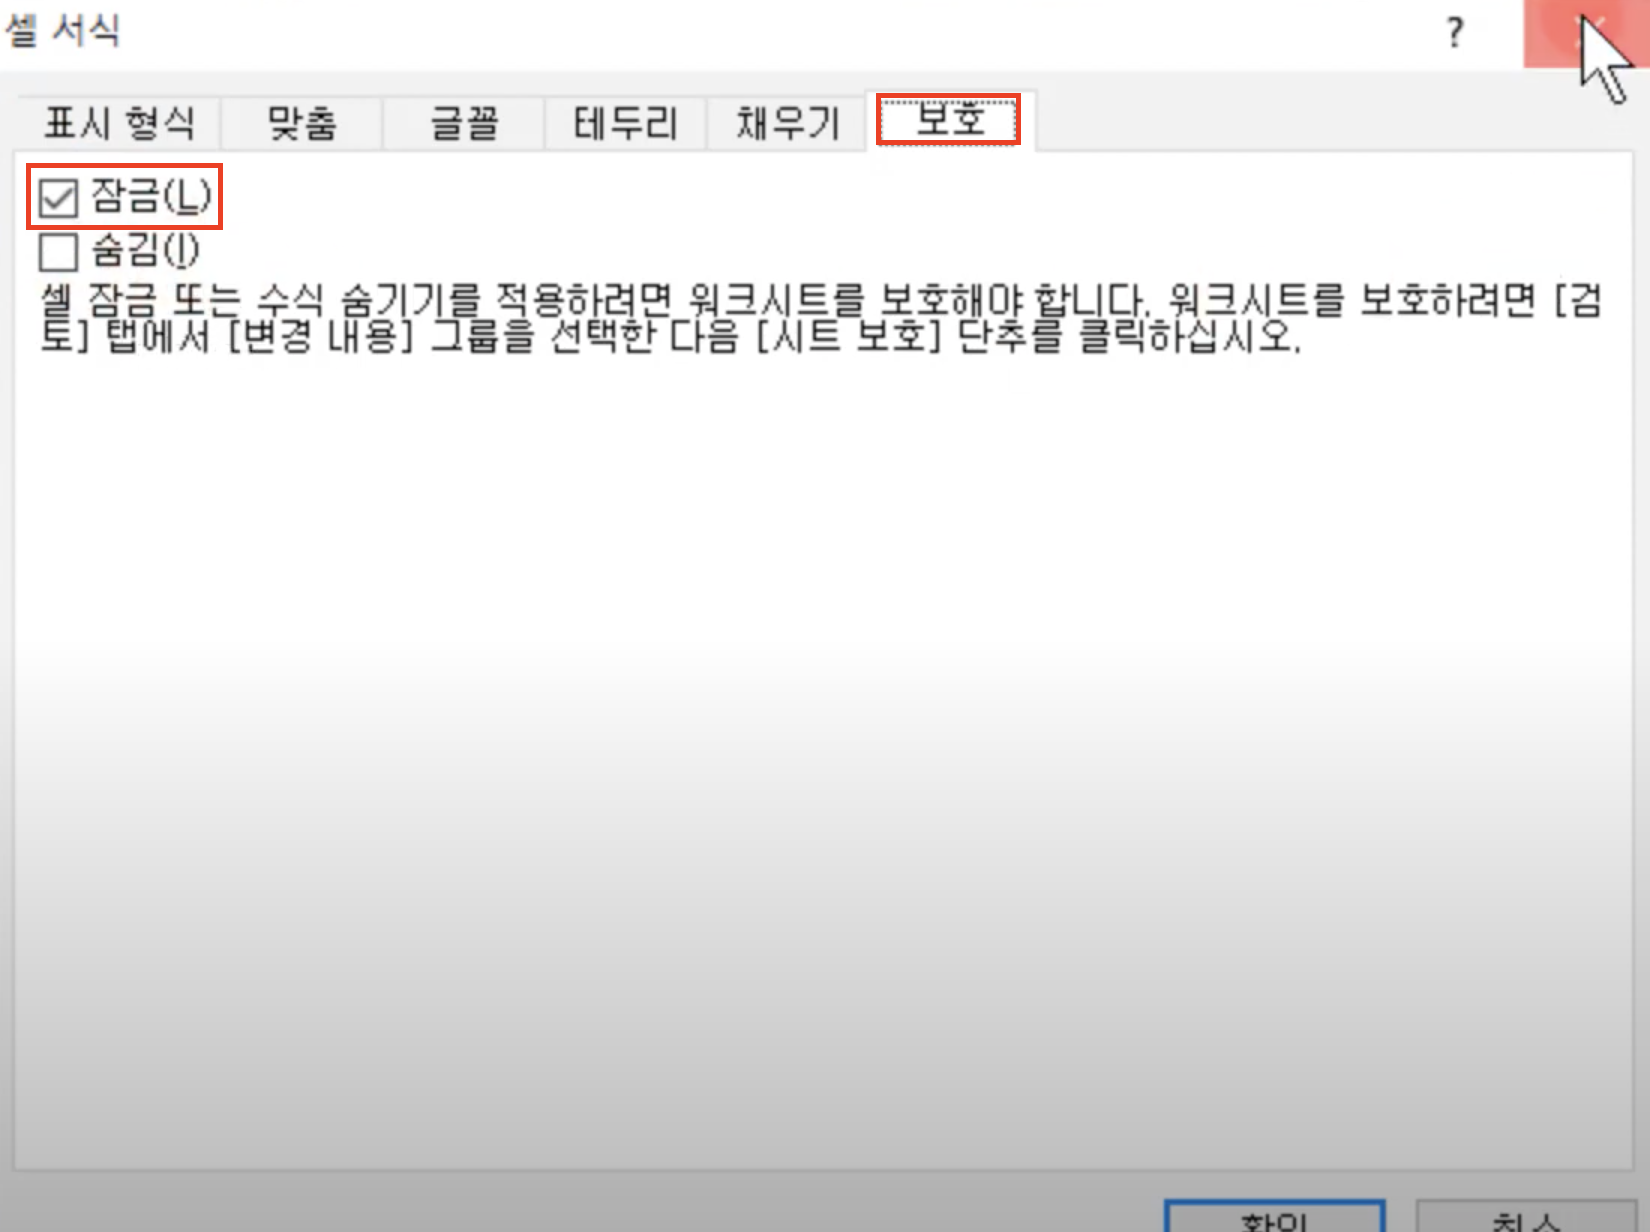 셀 서식
?
표시 형식 맞춤 글꼴 테두리 채우기 보호
잠금(L)
숨김(I)
셀 잠금 또는 수식 숨기기를 적용하려면 워크시트를 보호해야 합니다. 워크시트를 보호하려면 [검
토] 탭에서 [변경 내용] 그룹을 선택한 다음 [시트 보호] 단추를 클릭하십시오.
확인 취소